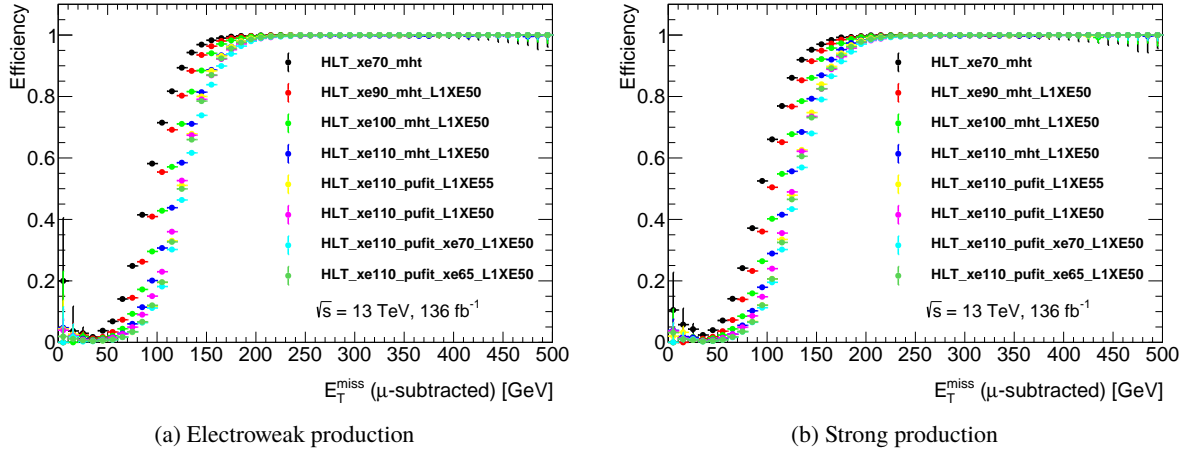 Efficiency
1
0.8
0.6
0.4
0.2
0
HLT_xe70_mht
HLT_xe90_mht_L1XE50
HLT_xe100_mht_L1XE50
HLT_xe110_mht_L1XE50
HLT_xe110_pufit_L1XE55
HLT_xe110_pufit_L1XE50
HLT_xe110_pufit_xe70_L1XE50
HLT_xe110_pufit_xe65_L1XE50
√s = 13 TeV, 136 fb⁻¹
0 50 100 150 200 250 300 350 400 450 500
E_T^miss (μ-subtracted) [GeV]
(a) Electroweak production
Efficiency
1
0.8
0.6
0.4
0.2
0
HLT_xe70_mht
HLT_xe90_mht_L1XE50
HLT_xe100_mht_L1XE50
HLT_xe110_mht_L1XE50
HLT_xe110_pufit_L1XE55
HLT_xe110_pufit_L1XE50
HLT_xe110_pufit_xe70_L1XE50
HLT_xe110_pufit_xe65_L1XE50
√s = 13 TeV, 136 fb⁻¹
0 50 100 150 200 250 300 350 400 450 500
E_T^miss (μ-subtracted) [GeV]
(b) Strong production